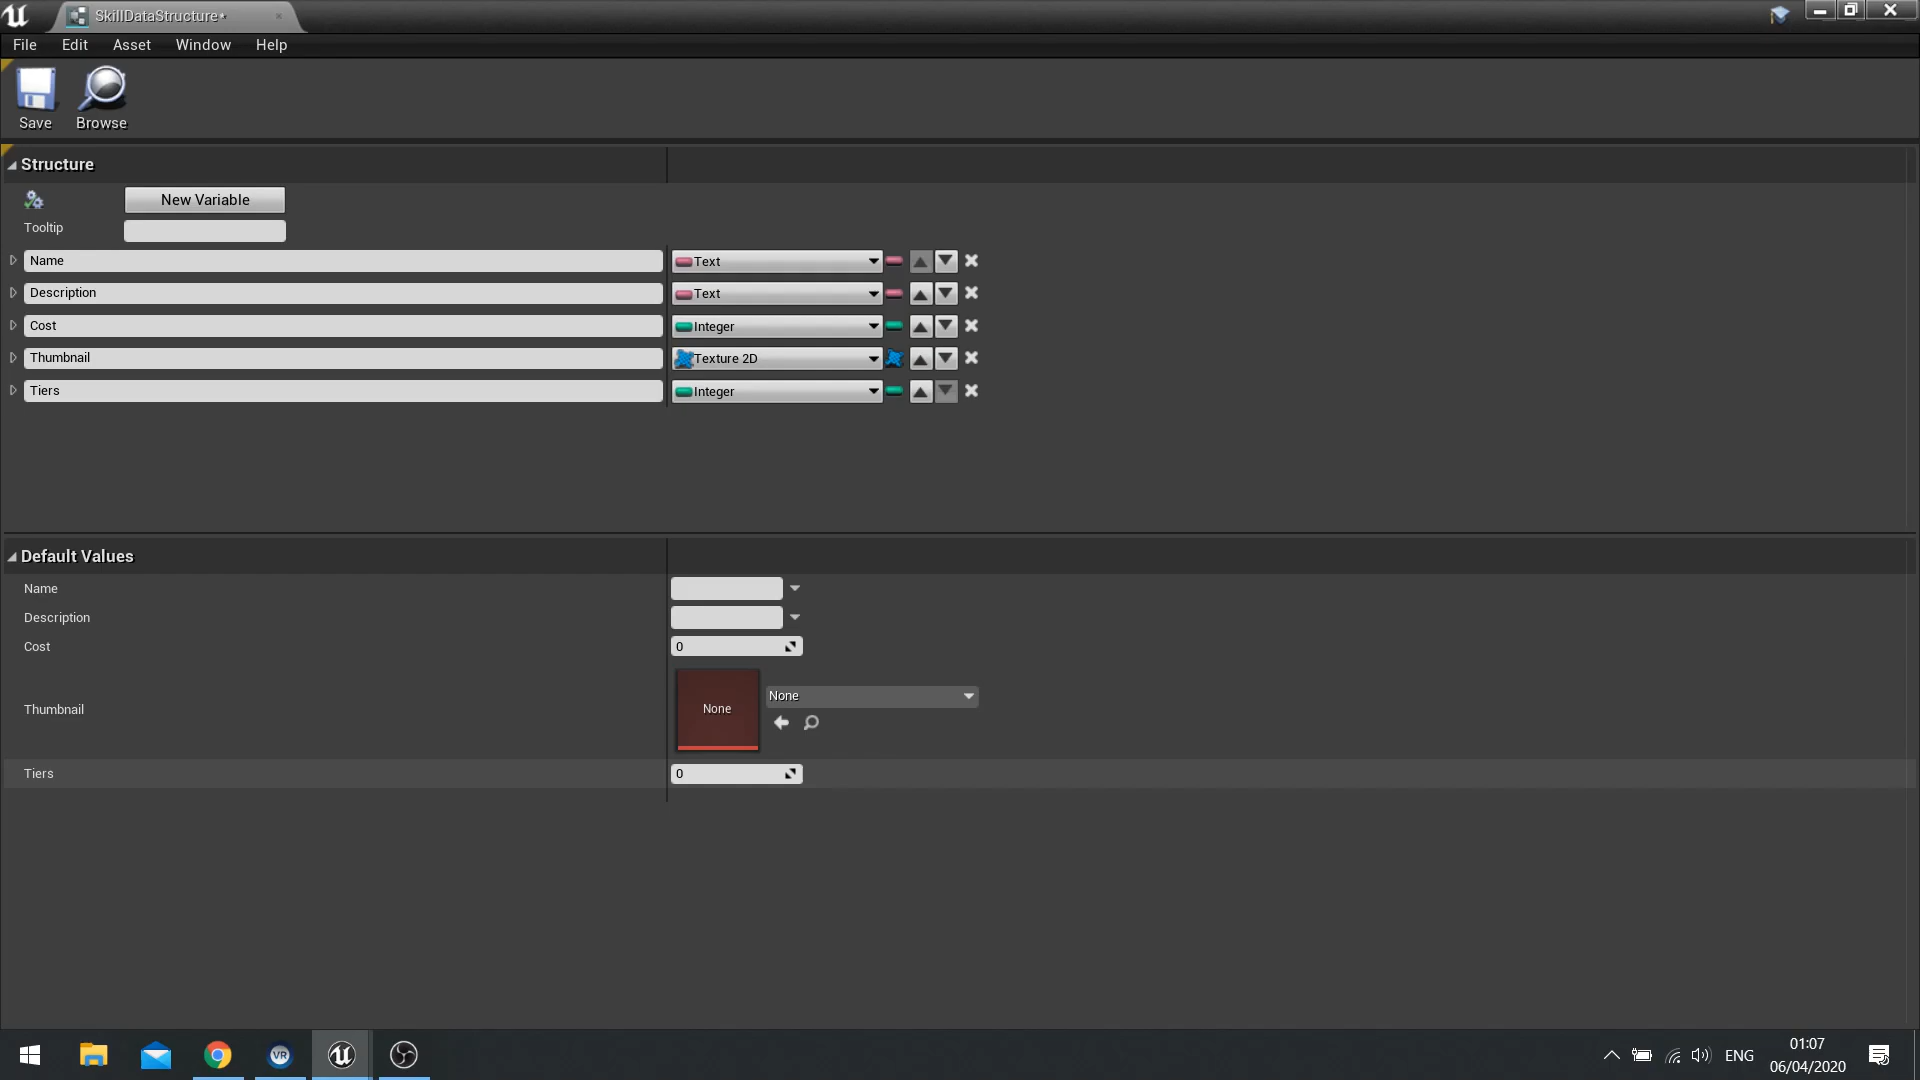 SkillDataStructure*
File Edit Asset Window Help
Save Browse
Structure
New Variable
Tooltip
Name Text
Description Text
Cost Integer
Thumbnail Texture 2D
Tiers Integer
Default Values
Name
Description
Cost 0
None
Thumbnail None
Tiers 0
VR
ENG
01:07
06/04/2020